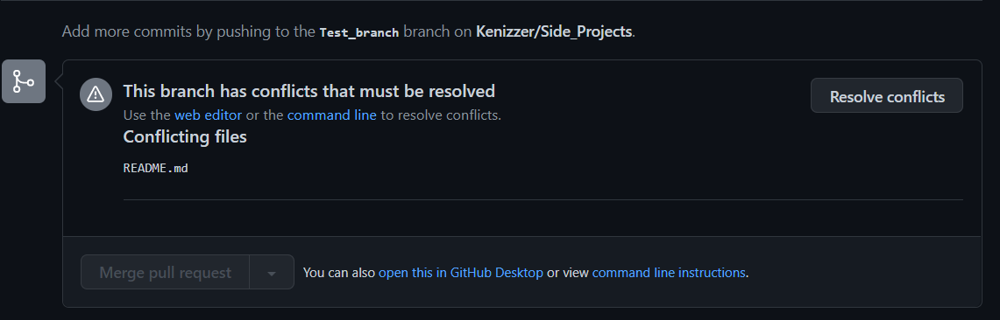 Add more commits by pushing to the Test_branch branch on Kenizzer/Side_Projects.
This branch has conflicts that must be resolved
Resolve conflicts
Use the web editor or the command line to resolve conflicts.
Conflicting files
README.md
Merge pull request
You can also open this in GitHub Desktop or view command line instructions.